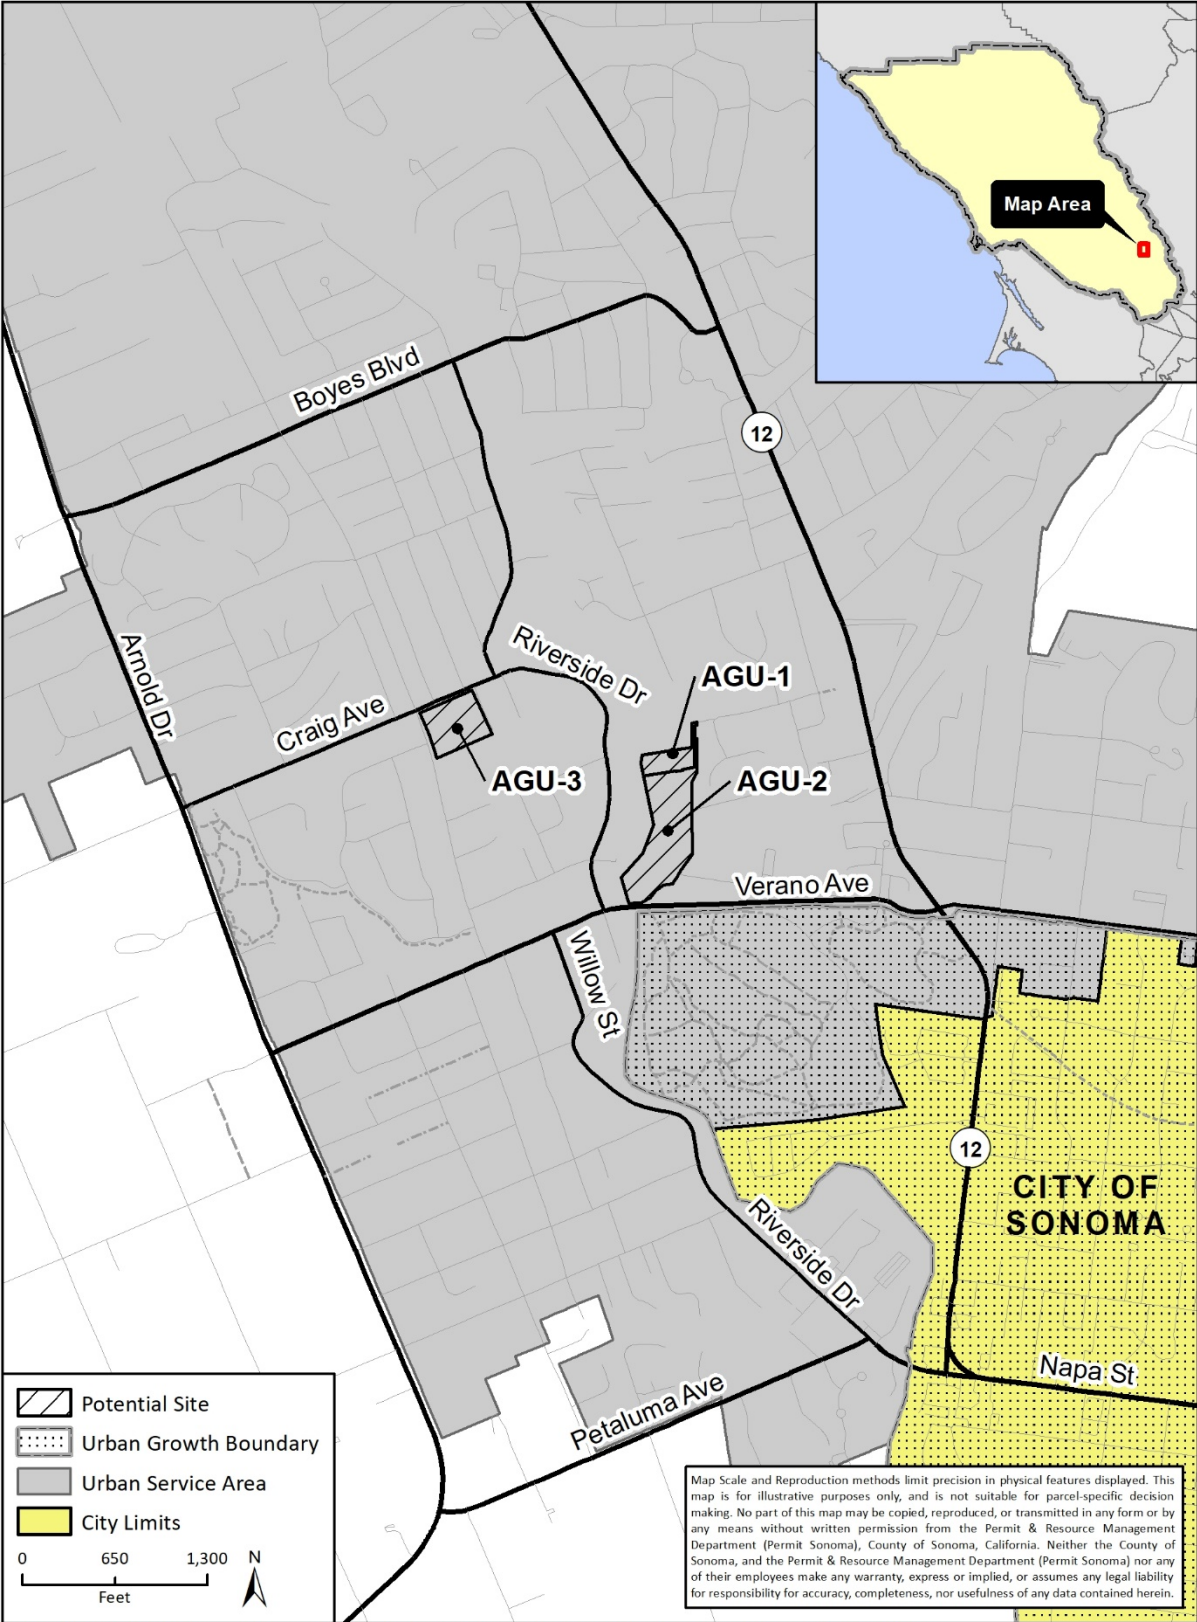 Map Area
Boyes Blvd
12
Arnold Dr
Riverside Dr
AGU-1
Craig Ave
AGU-3
AGU-2
Verano Ave
Willow St
12
CITY OF
SONOMA
Riverside Dr
Napa St
Petaluma Ave
Potential Site
Urban Growth Boundary
Urban Service Area
City Limits
0 650 1,300 N
Feet
Map Scale and Reproduction methods limit precision in physical features displayed. This
map is for illustrative purposes only, and is not suitable for parcel-specific decision
making. No part of this map may be copied, reproduced, or transmitted in any form or by
any means without written permission from the Permit & Resource Management
Department (Permit Sonoma), County of Sonoma, California. Neither the County of
Sonoma, and the Permit & Resource Management Department (Permit Sonoma) nor any
of their employees make any warranty, express or implied, or assumes any legal liability
for responsibility for accuracy, completeness, nor usefulness of any data contained herein.